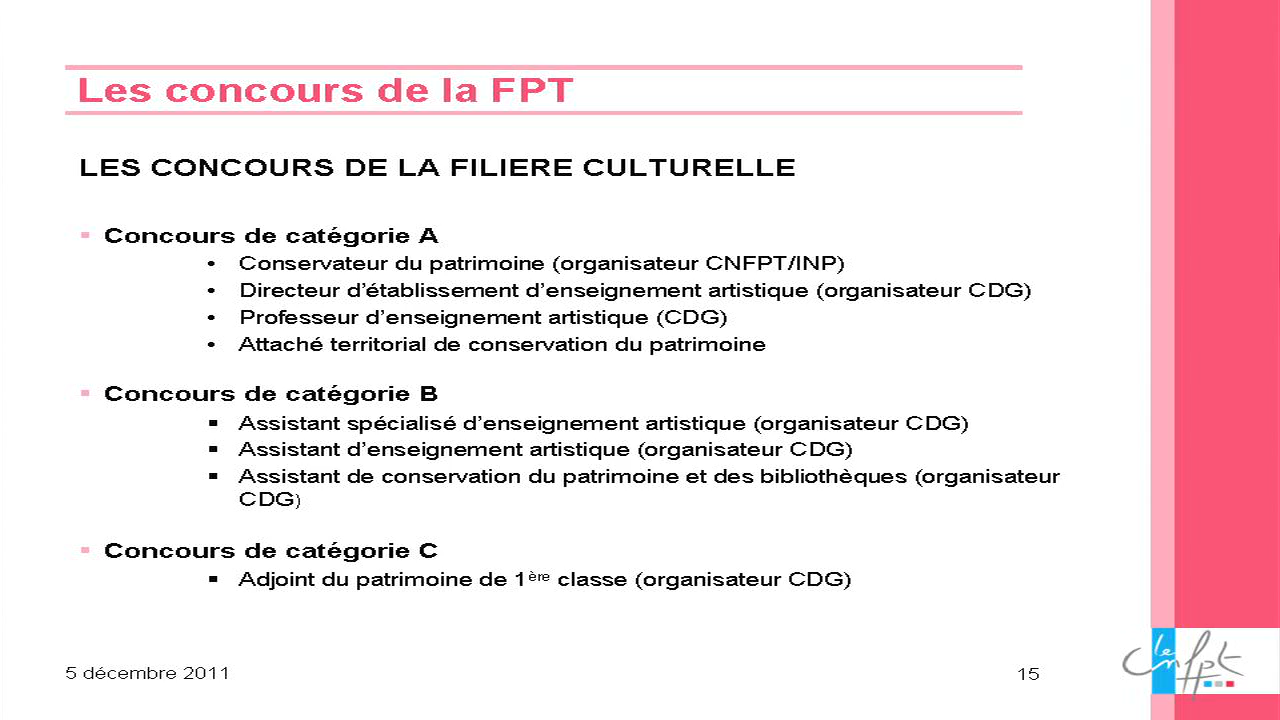 Les concours de la FPT
LES CONCOURS DE LA FILIERE CULTURELLE
▪ Concours de catégorie A
• Conservateur du patrimoine (organisateur CNFPT/INP)
• Directeur d’établissement d’enseignement artistique (organisateur CDG)
• Professeur d’enseignement artistique (CDG)
• Attaché territorial de conservation du patrimoine
▪ Concours de catégorie B
▪ Assistant spécialisé d’enseignement artistique (organisateur CDG)
▪ Assistant d’enseignement artistique (organisateur CDG)
▪ Assistant de conservation du patrimoine et des bibliothèques (organisateur
CDG)
▪ Concours de catégorie C
▪ Adjoint du patrimoine de 1ère classe (organisateur CDG)
5 décembre 2011
15
le
cnfpt